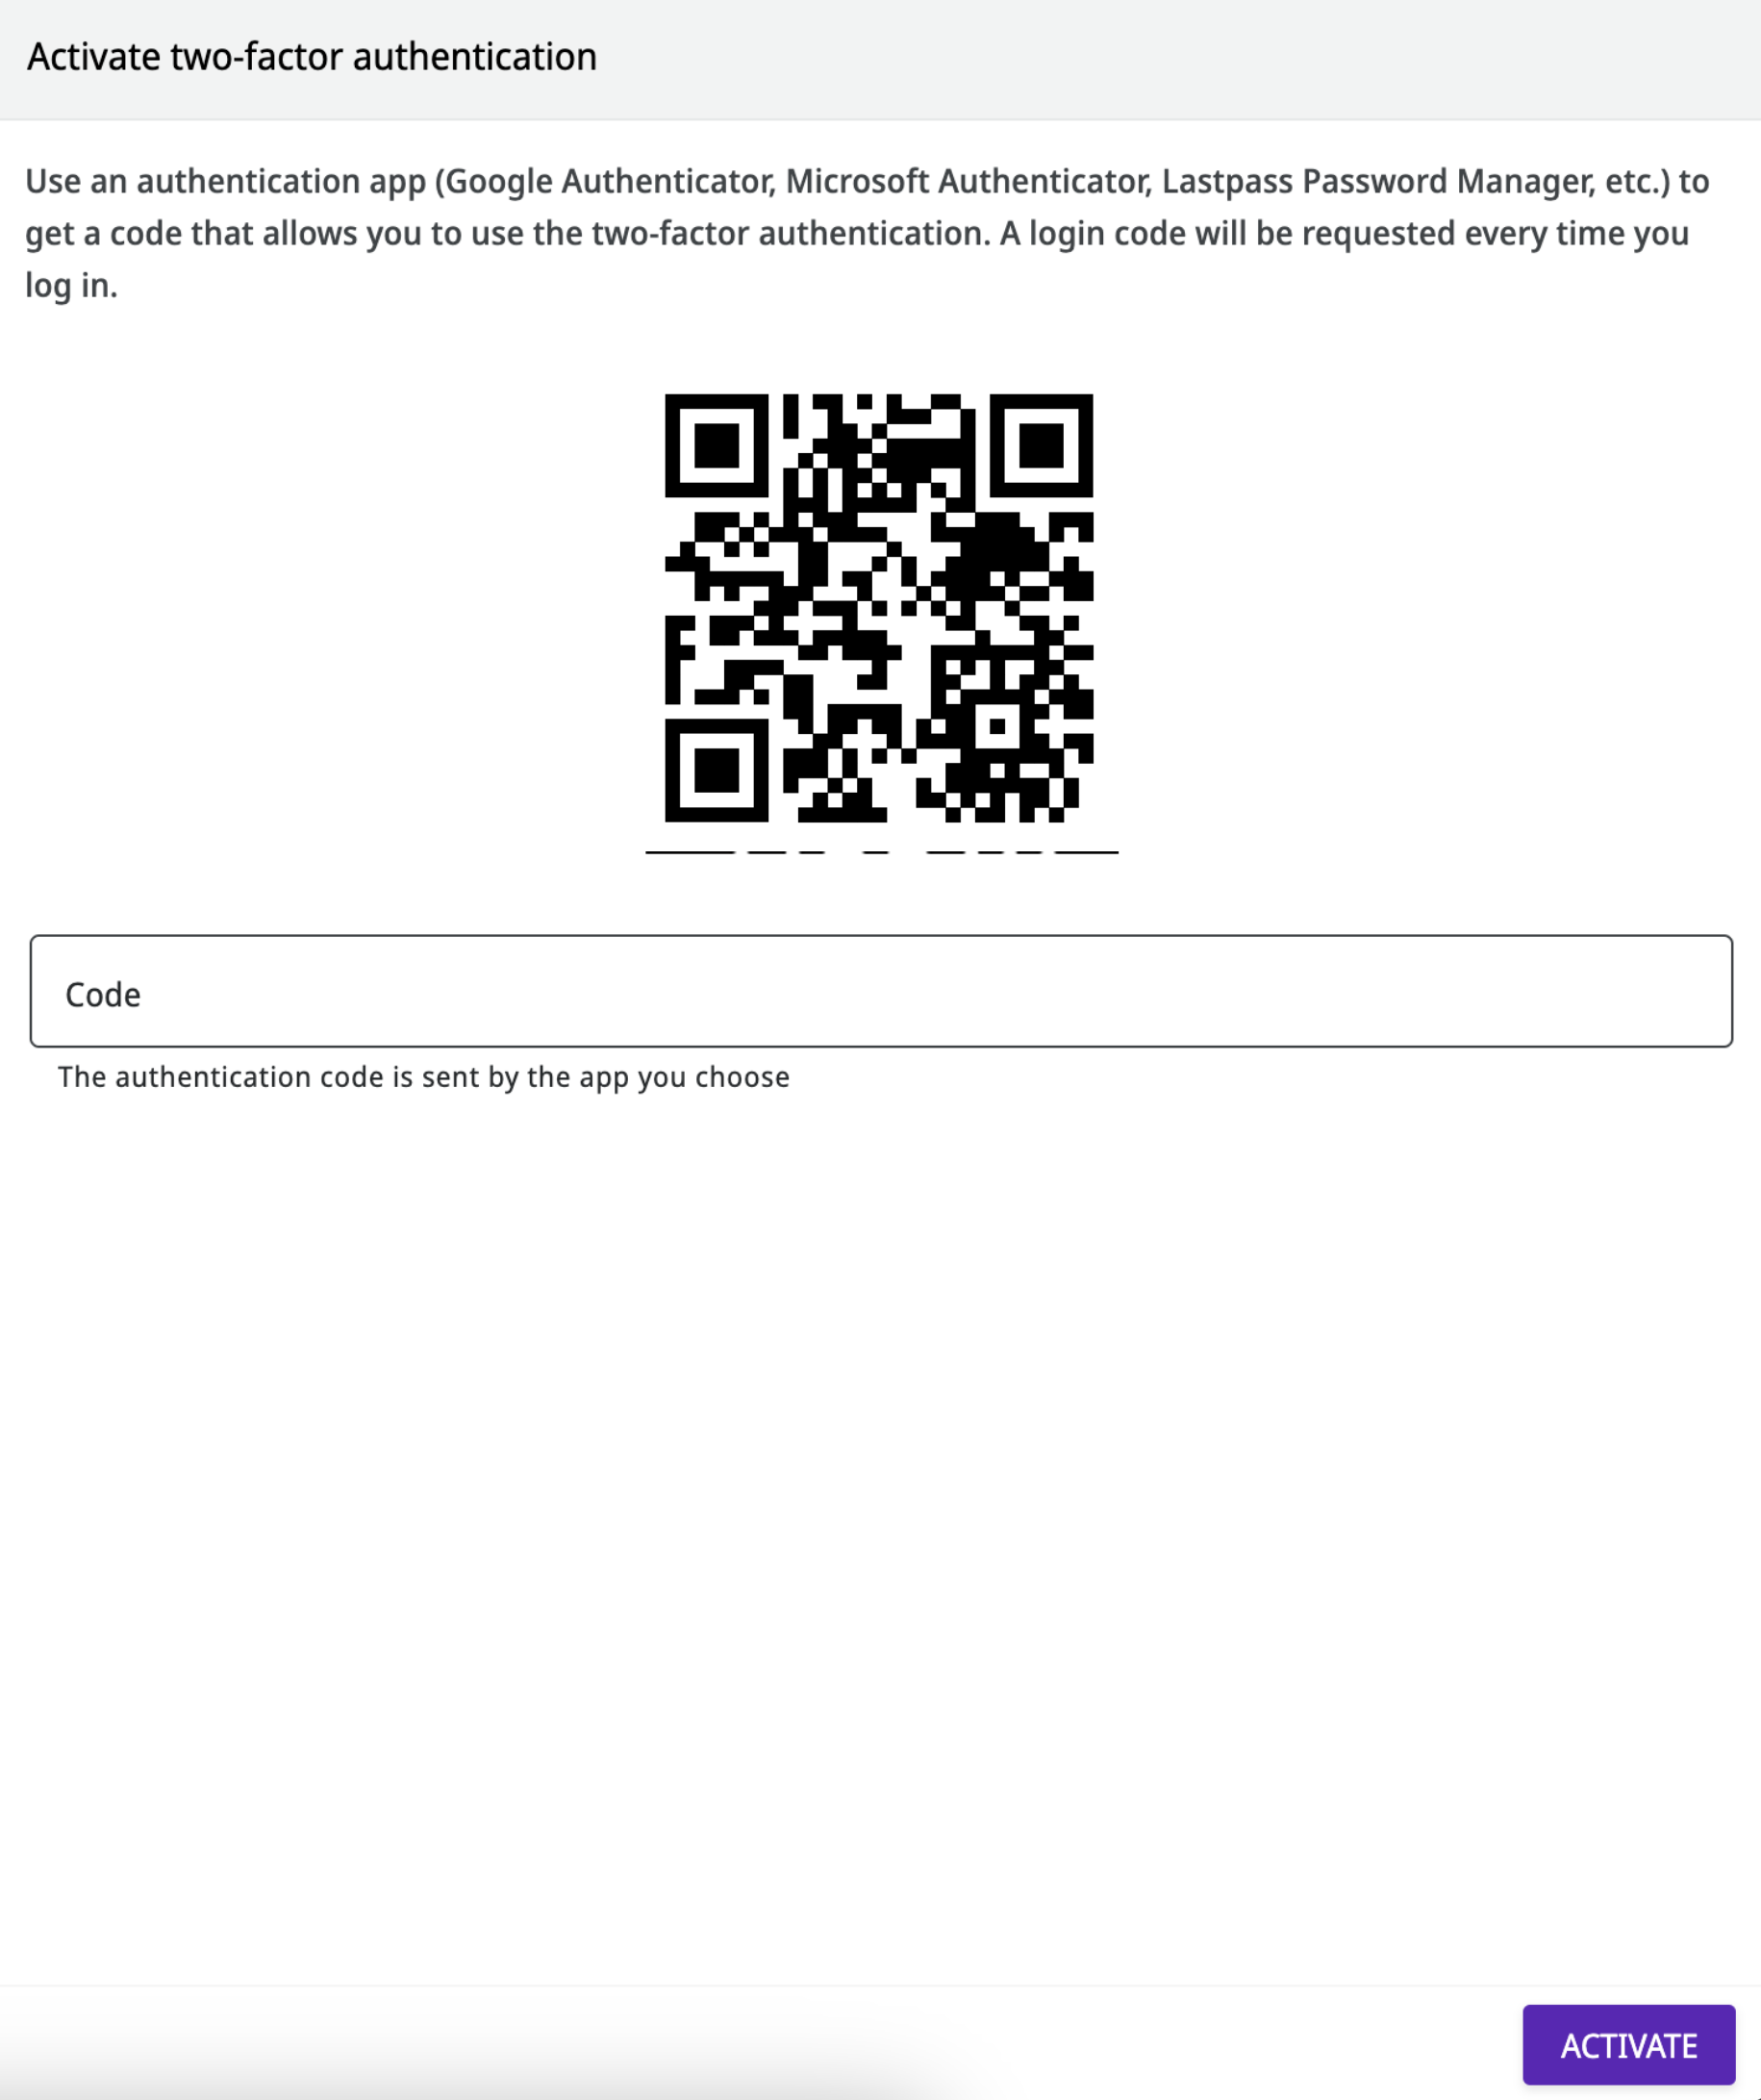 Activate two-factor authentication
Use an authentication app (Google Authenticator, Microsoft Authenticator, Lastpass Password Manager, etc.) to
get a code that allows you to use the two-factor authentication. A login code will be requested every time you
log in.
Code
The authentication code is sent by the app you choose
ACTIVATE